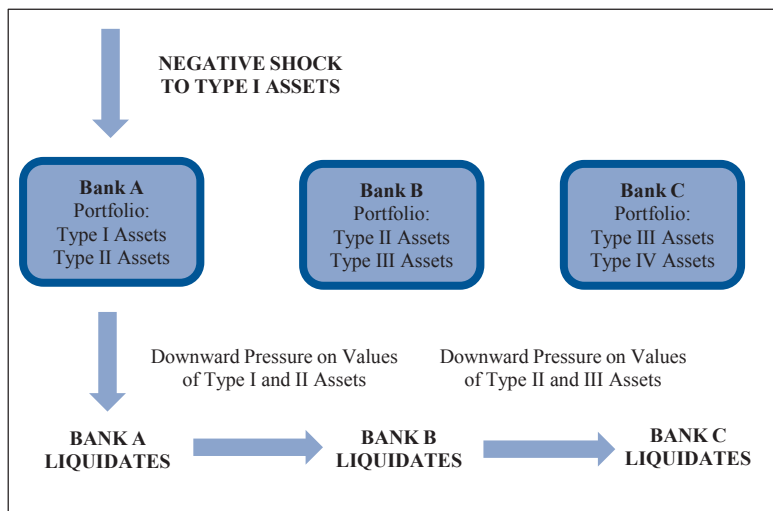 NEGATIVE SHOCK
TO TYPE I ASSETS
Bank A
Portfolio:
Type I Assets
Type II Assets
Bank B
Portfolio:
Type II Assets
Type III Assets
Bank C
Portfolio:
Type III Assets
Type IV Assets
Downward Pressure on Values
of Type I and II Assets
Downward Pressure on Values
of Type II and III Assets
BANK A
LIQUIDATES
BANK B
LIQUIDATES
BANK C
LIQUIDATES